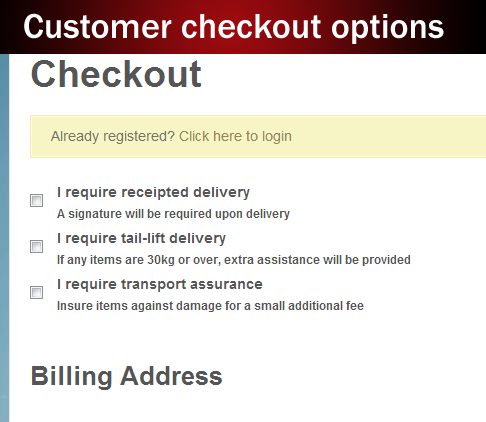 Customer checkout options
Checkout
Already registered? Click here to login
I require receipted delivery
A signature will be required upon delivery
I require tail-lift delivery
If any items are 30kg or over, extra assistance will be provided
I require transport assurance
Insure items against damage for a small additional fee
Billing Address